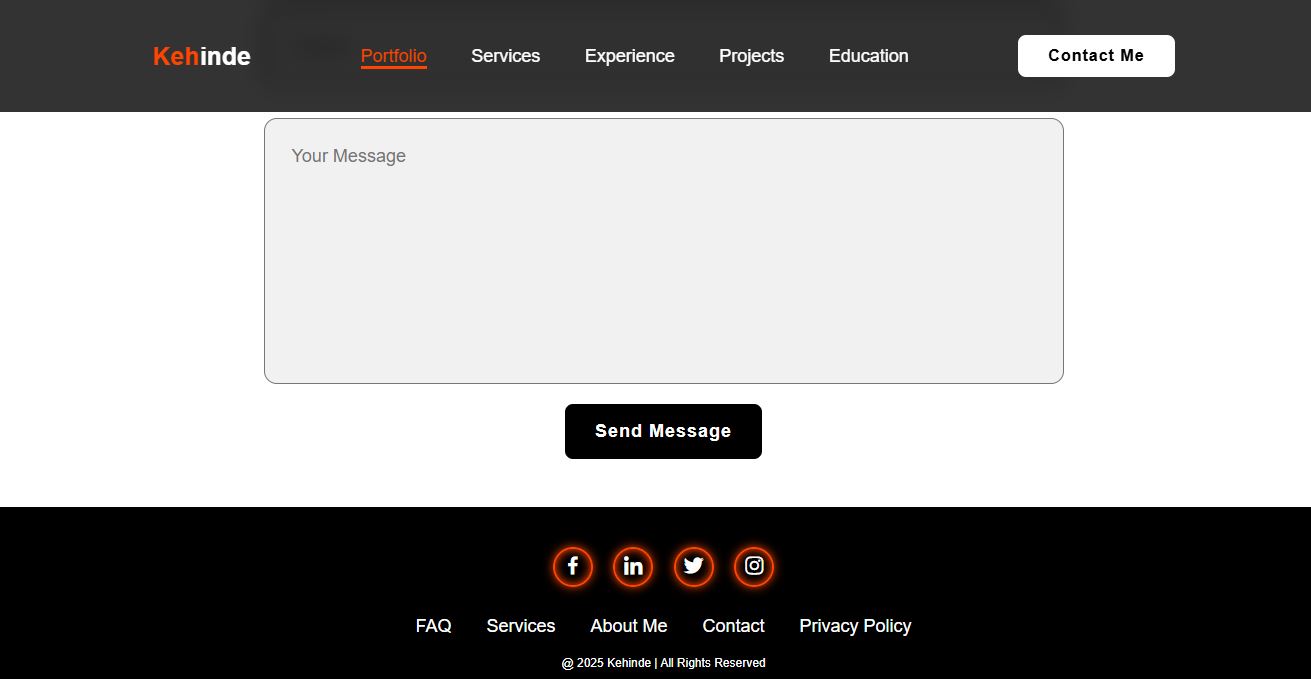 Kehinde Portfolio Services Experience Projects Education Contact Me
Your Message
Send Message
FAQ Services About Me Contact Privacy Policy
@ 2025 Kehinde | All Rights Reserved